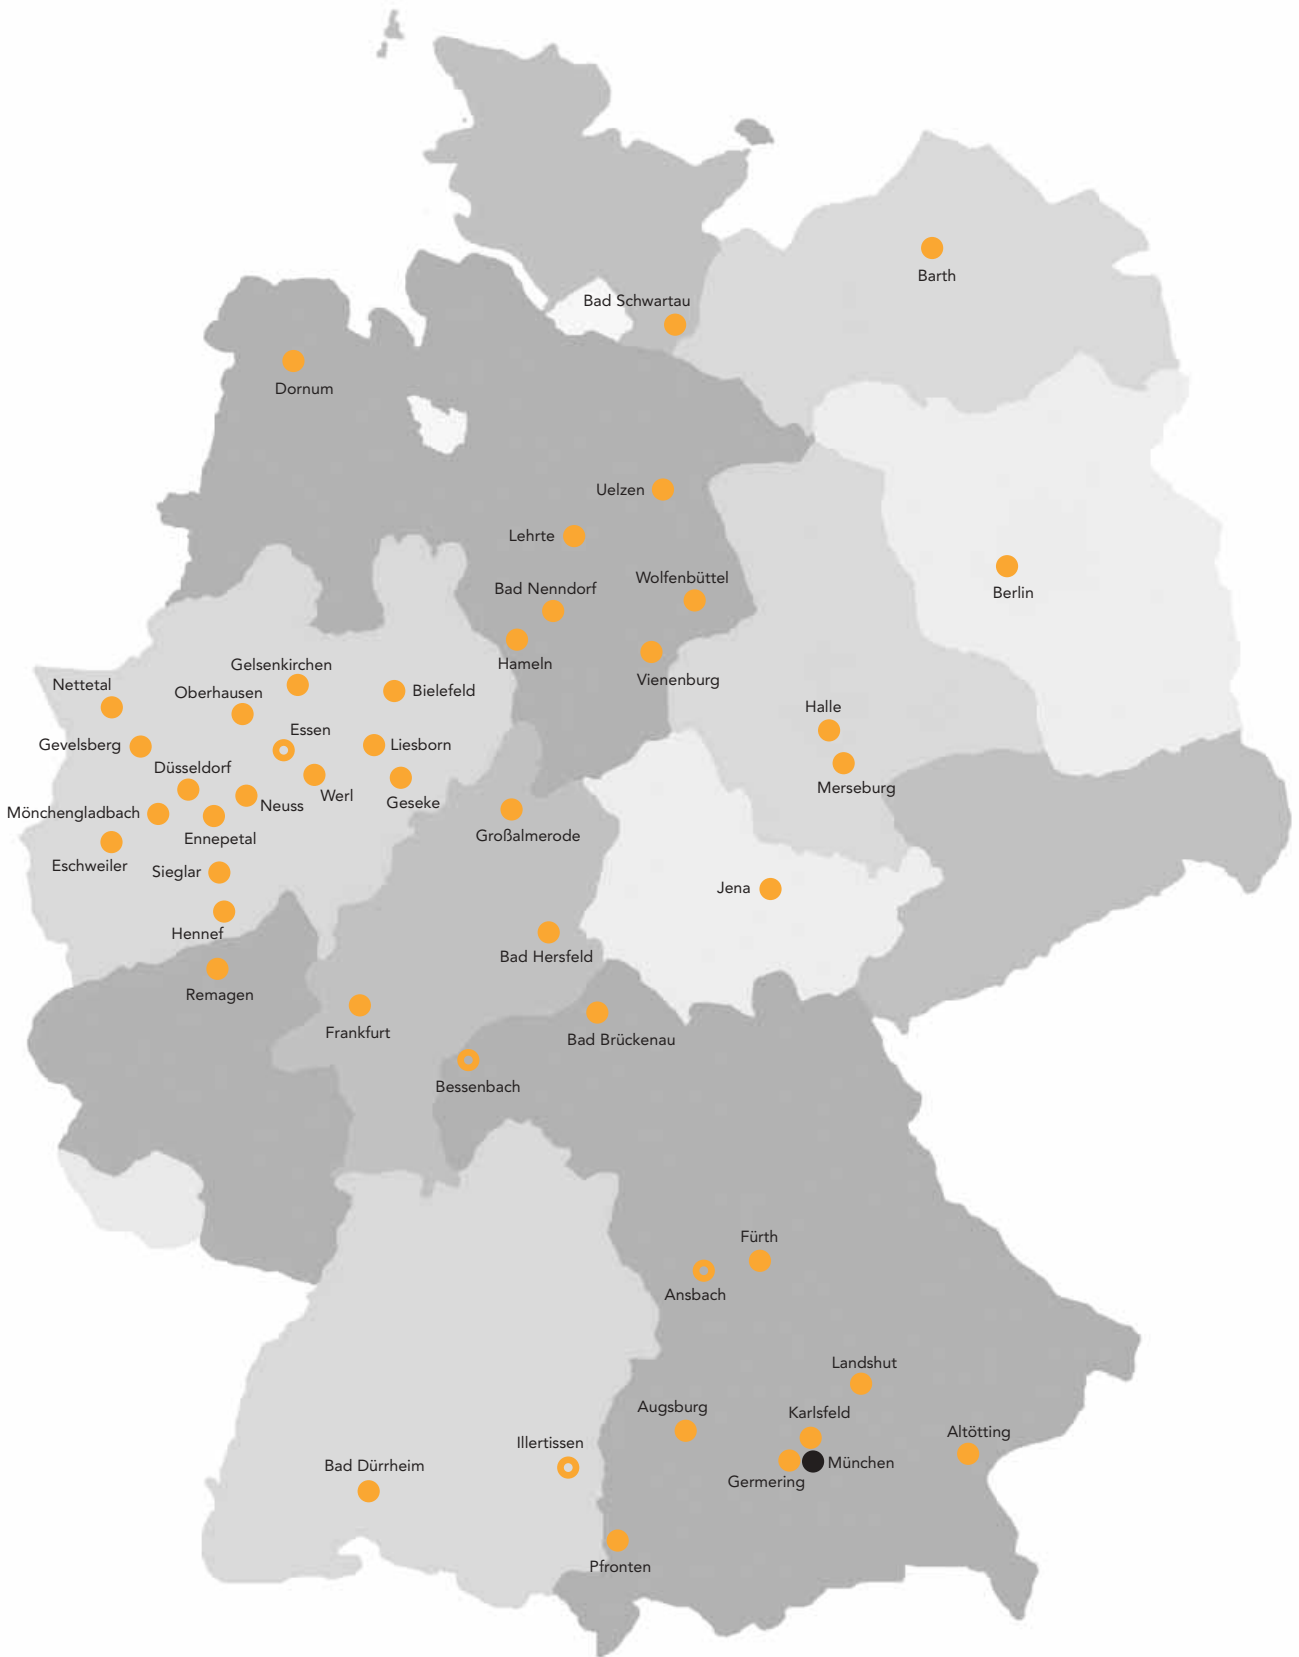 Barth
Bad Schwartau
Dornum
Uelzen
Lehrte
Wolfenbüttel
Bad Nenndorf
Berlin
Hameln
Gelsenkirchen
Vienenburg
Nettetal
Oberhausen
Bielefeld
Halle
Essen
Gevelsberg
Liesborn
Düsseldorf
Merseburg
Werl
Geseke
Neuss
Mönchengladbach
Großalmerode
Ennepetal
Eschweiler
Sieglar
Jena
Hennef
Bad Hersfeld
Remagen
Frankfurt
Bad Brückenau
Bessenbach
Fürth
Ansbach
Landshut
Augsburg
Karlsfeld
Altötting
Illertissen
München
Bad Dürrheim
Germering
Pfronten